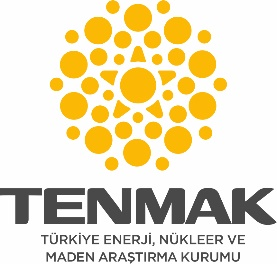 TENMAK
TÜRKİYE ENERJİ, NÜKLEER VE
MADEN ARAŞTIRMA KURUMU